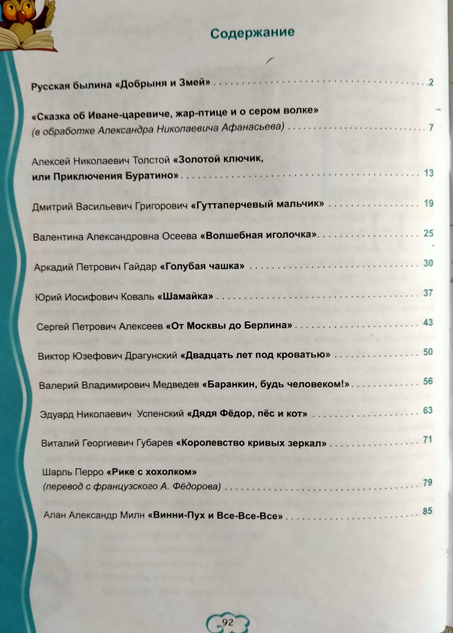 Содержание
Русская былина «Добрыня и Змей» 2
«Сказка об Иване-царевиче, жар-птице и о сером волке»
(в обработке Александра Николаевича Афанасьева) 7
Алексей Николаевич Толстой «Золотой ключик,
или Приключения Буратино» 13
Дмитрий Васильевич Григорович «Гуттаперчевый мальчик» 19
Валентина Александровна Осеева «Волшебная иголочка» 25
Аркадий Петрович Гайдар «Голубая чашка» 30
Юрий Иосифович Коваль «Шамайка» 37
Сергей Петрович Алексеев «От Москвы до Берлина» 43
Виктор Юзефович Драгунский «Двадцать лет под кроватью» 50
Валерий Владимирович Медведев «Баранкин, будь человеком!» 56
Эдуард Николаевич Успенский «Дядя Фёдор, пёс и кот» 63
Виталий Георгиевич Губарев «Королевство кривых зеркал» 71
Шарль Перро «Рике с хохолком»
(перевод с французского А. Фёдорова) 79
Алан Александр Милн «Винни-Пух и Все-Все-Все» 85
92